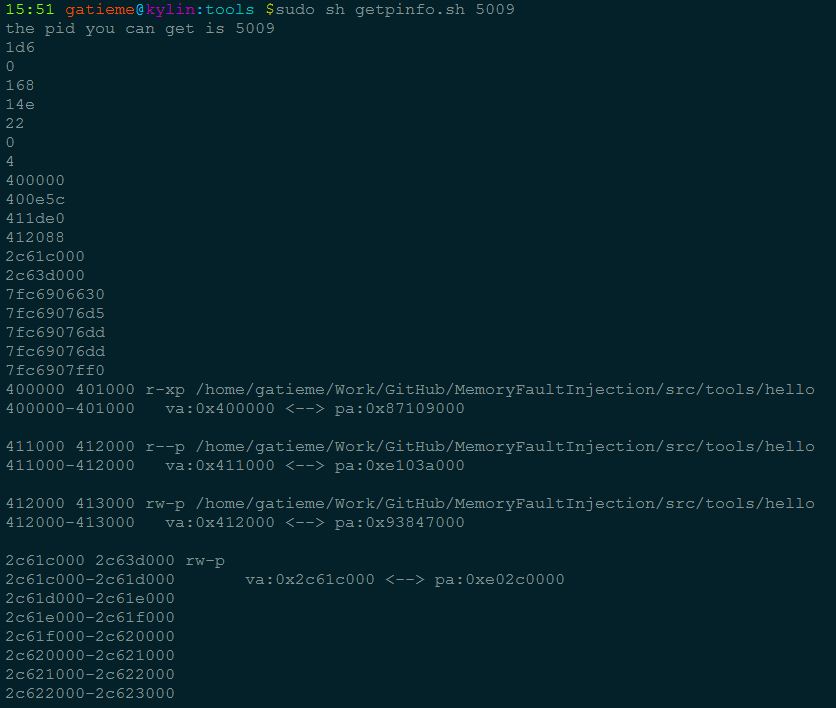 15:51 gatieme@kylin:tools $sudo sh getpinfo.sh 5009
the pid you can get is 5009
1d6
0
168
14e
22
0
4
400000
400e5c
411de0
412088
2c61c000
2c63d000
7fc6906630
7fc69076d5
7fc69076dd
7fc69076dd
7fc6907ff0
400000 401000 r-xp /home/gatieme/Work/GitHub/MemoryFaultInjection/src/tools/hello
400000-401000   va:0x400000 <--> pa:0x87109000
411000 412000 r--p /home/gatieme/Work/GitHub/MemoryFaultInjection/src/tools/hello
411000-412000   va:0x411000 <--> pa:0xe103a000
412000 413000 rw-p /home/gatieme/Work/GitHub/MemoryFaultInjection/src/tools/hello
412000-413000   va:0x412000 <--> pa:0x93847000
2c61c000 2c63d000 rw-p
2c61c000-2c61d000       va:0x2c61c000 <--> pa:0xe02c0000
2c61d000-2c61e000
2c61e000-2c61f000
2c61f000-2c620000
2c620000-2c621000
2c621000-2c622000
2c622000-2c623000